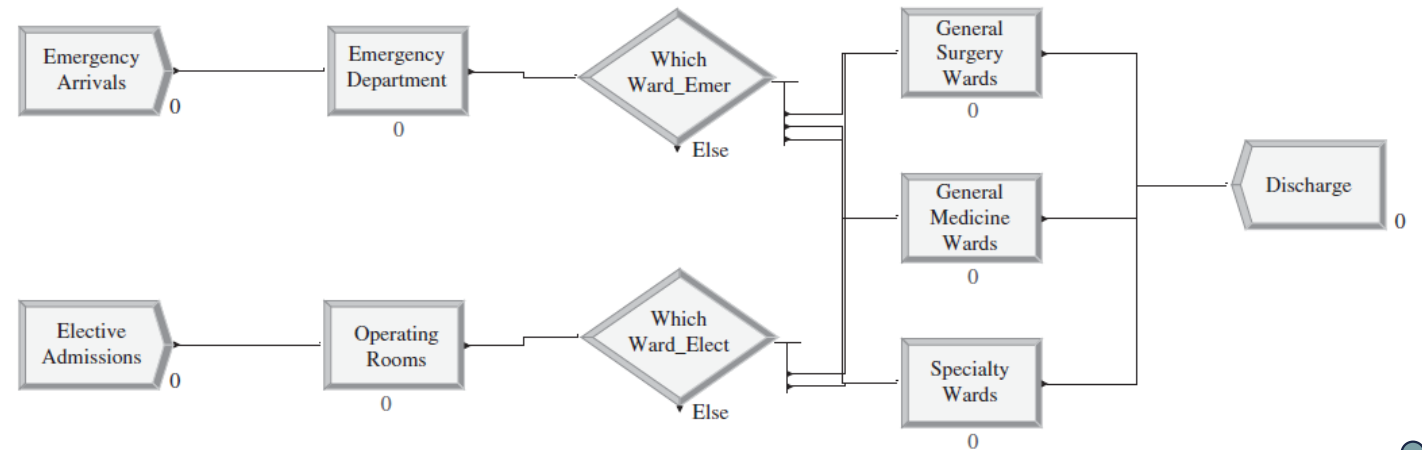 Emergency
Arrivals
0
Emergency
Department
0
Which
Ward_Emer
Else
General
Surgery
Wards
0
General
Medicine
Wards
0
Discharge
0
Elective
Admissions
0
Operating
Rooms
0
Which
Ward_Elect
Else
Specialty
Wards
0